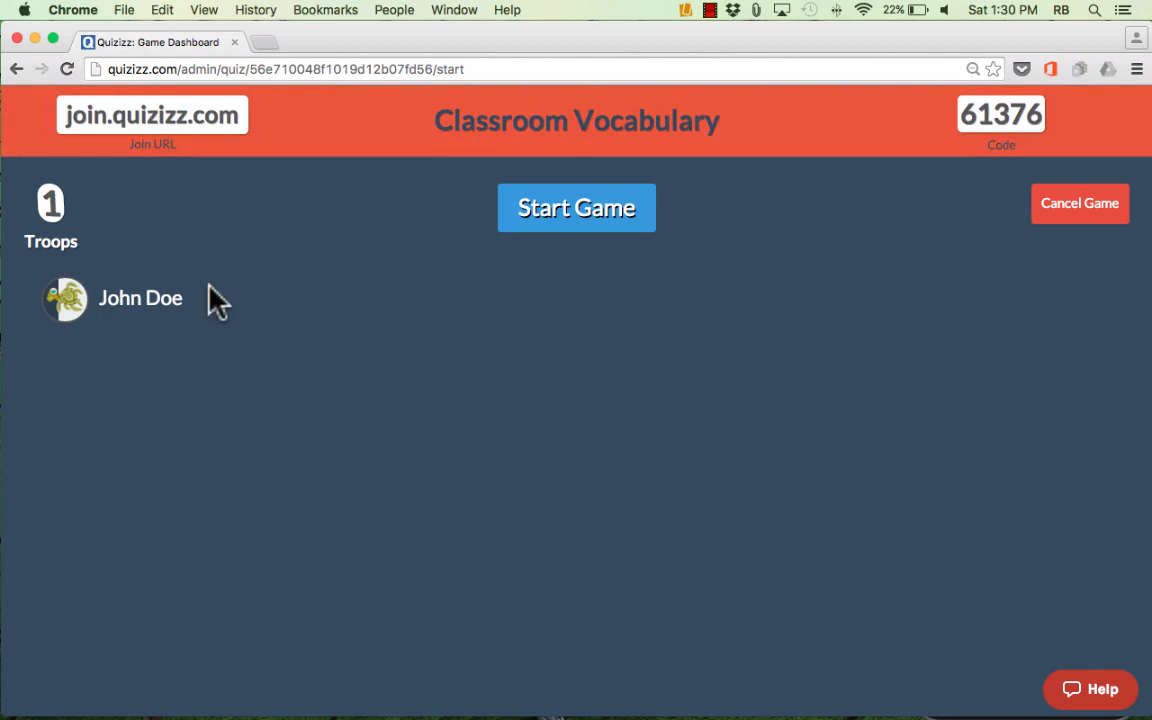 Chrome File Edit View History Bookmarks People Window Help 22% Sat 1:30 PM RB
Quizizz: Game Dashboard
quizizz.com/admin/quiz/56e710048f1019d12b07fd56/start
join.quizizz.com
Join URL
Classroom Vocabulary
61376
Code
1
Troops
Start Game
Cancel Game
John Doe
Help